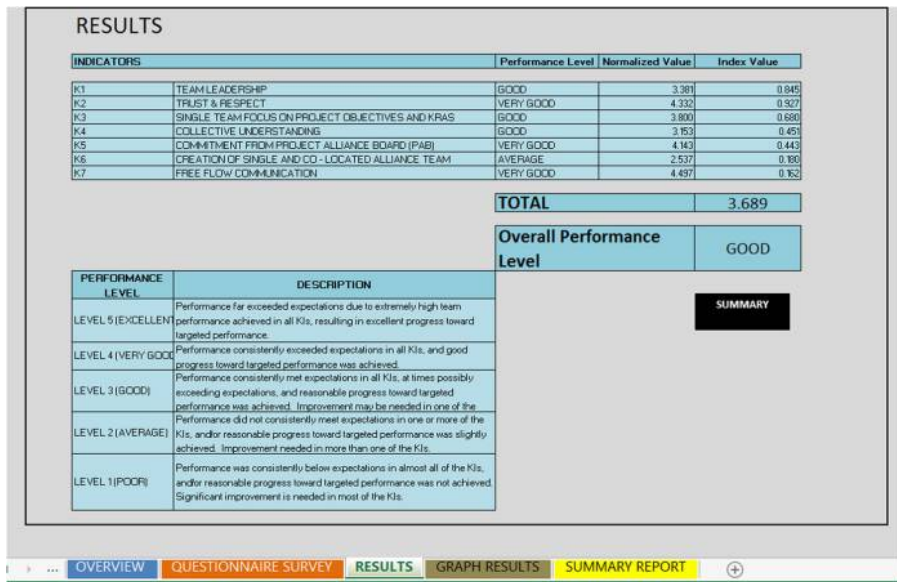 RESULTS
INDICATORS Performance Level Normalized Value Index Value
K1 TEAM LEADERSHIP GOOD 3.381 0.845
K2 TRUST & RESPECT VERY GOOD 4.332 0.927
K3 SINGLE TEAM FOCUS ON PROJECT OBJECTIVES AND KRAS GOOD 3.800 0.680
K4 COLLECTIVE UNDERSTANDING GOOD 3.153 0.451
K5 COMMITMENT FROM PROJECT ALLIANCE BOARD (PAB) VERY GOOD 4.143 0.443
K6 CREATION OF SINGLE AND CO - LOCATED ALLIANCE TEAM AVERAGE 2.537 0.180
K7 FREE FLOW COMMUNICATION VERY GOOD 4.497 0.162
TOTAL 3.689
Overall Performance
Level
GOOD
SUMMARY
PERFORMANCE
LEVEL
DESCRIPTION
LEVEL 5 (EXCELLENT
Performance far exceeded expectations due to extremely high team
performance achieved in all KIs, resulting in excellent progress toward
targeted performance.
LEVEL 4 (VERY GOOD
Performance consistently exceeded expectations in all KIs, and good
progress toward targeted performance was achieved.
LEVEL 3 (GOOD)
Performance consistently met expectations in all KIs, at times possibly
exceeding expectations, and reasonable progress toward targeted
performance was achieved. Improvement may be needed in one of the
LEVEL 2 (AVERAGE)
Performance did not consistently meet expectations in one or more of the
KIs, and/or reasonable progress toward targeted performance was slightly
achieved. Improvement needed in more than one of the KIs.
LEVEL 1 (POOR)
Performance was consistently below expectations in almost all of the KIs,
and/or reasonable progress toward targeted performance was not achieved.
Significant improvement is needed in most of the KIs.
... OVERVIEW QUESTIONNAIRE SURVEY RESULTS GRAPH RESULTS SUMMARY REPORT